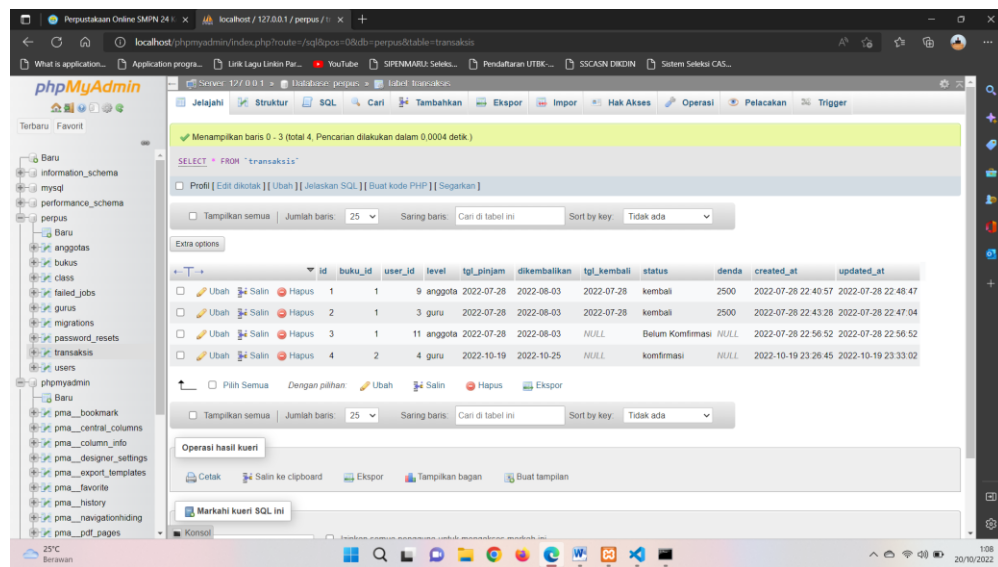 Perpustakaan Online SMPN 24 K
localhost / 127.0.0.1 / perpus / tr
localhost/phpmyadmin/index.php?route=/sql&pos=0&db=perpus&table=transaksis
What is application...
Application progra...
Lirik Lagu Linkin Par...
YouTube
SIPENMARU: Seleks...
Pendaftaran UTBK-...
SSCASN DIKDIN
Sistem Seleksi CAS...
phpMyAdmin
Terbaru Favorit
Baru
information_schema
mysql
performance_schema
perpus
Baru
anggotas
bukus
class
failed_jobs
gurus
migrations
password_resets
transaksis
users
phpmyadmin
Baru
pma__bookmark
pma__central_columns
pma__column_info
pma__designer_settings
pma__export_templates
pma__favorite
pma__history
pma__navigationhiding
pma__pdf_pages
Server: 127.0.0.1 » Database: perpus » Tabel: transaksis
Jelajahi Struktur SQL Cari Tambahkan Ekspor Impor Hak Akses Operasi Pelacakan Trigger
Menampilkan baris 0 - 3 (total 4, Pencarian dilakukan dalam 0,0004 detik.)
SELECT * FROM `transaksis`
Profil [ Edit dikotak ] [ Ubah ] [ Jelaskan SQL ] [ Buat kode PHP ] [ Segarkan ]
Tampilkan semua | Jumlah baris: 25 Saring baris: Cari di tabel ini Sort by key: Tidak ada
Extra options
id buku_id user_id level tgl_pinjam dikembalikan tgl_kembali status denda created_at updated_at
Ubah Salin Hapus 1 1 9 anggota 2022-07-28 2022-08-03 2022-07-28 kembali 2500 2022-07-28 22:40:57 2022-07-28 22:48:47
Ubah Salin Hapus 2 1 3 guru 2022-07-28 2022-08-03 2022-07-28 kembali 2500 2022-07-28 22:43:28 2022-07-28 22:47:04
Ubah Salin Hapus 3 1 11 anggota 2022-07-28 2022-08-03 NULL Belum Komfirmasi NULL 2022-07-28 22:56:52 2022-07-28 22:56:52
Ubah Salin Hapus 4 2 4 guru 2022-10-19 2022-10-25 NULL komfirmasi NULL 2022-10-19 23:26:45 2022-10-19 23:33:02
Pilih Semua Dengan pilihan: Ubah Salin Hapus Ekspor
Tampilkan semua | Jumlah baris: 25 Saring baris: Cari di tabel ini Sort by key: Tidak ada
Operasi hasil kueri
Cetak Salin ke clipboard Ekspor Tampilkan bagan Buat tampilan
Markahi kueri SQL ini
Konsol
25°C
Berawan
1:08
20/10/2022